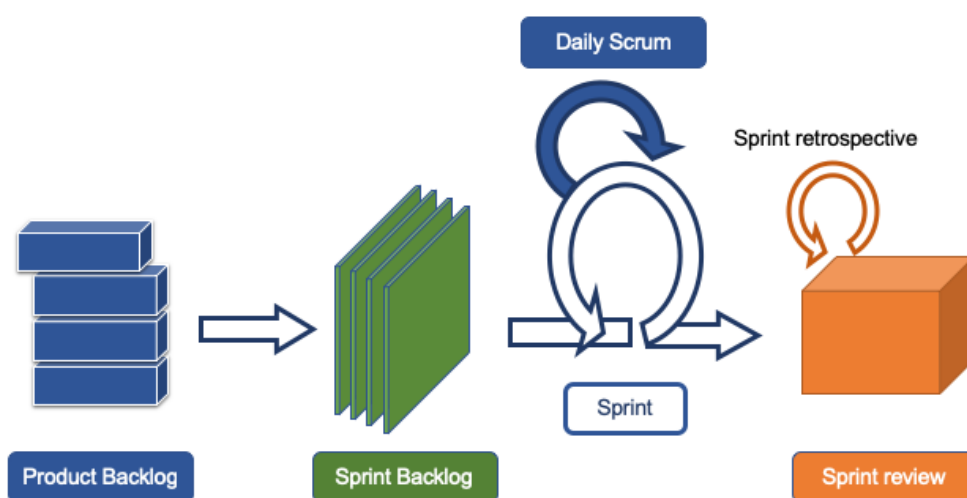 Daily Scrum
Sprint retrospective
Sprint
Product Backlog
Sprint Backlog
Sprint review